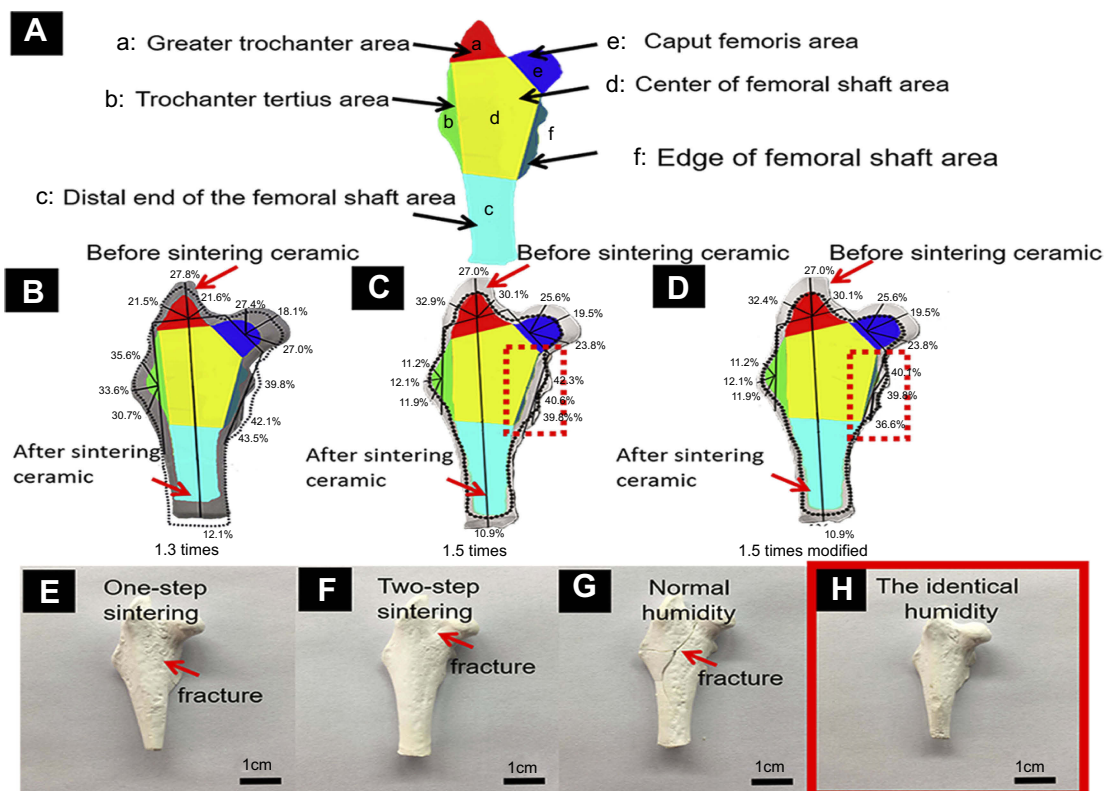 A
a: Greater trochanter area
b: Trochanter tertius area
c: Distal end of the femoral shaft area
e: Caput femoris area
d: Center of femoral shaft area
f: Edge of femoral shaft area
a
e
b
d
f
c
B
Before sintering ceramic
27.8%
21.5%
21.6%
27.4%
18.1%
27.0%
35.6%
33.6%
30.7%
39.8%
42.1%
43.5%
After sintering
ceramic
12.1%
1.3 times
C
Before sintering ceramic
27.0%
32.9%
30.1%
25.6%
19.5%
23.8%
11.2%
12.1%
11.9%
42.3%
40.6%
39.8%%
After sintering
ceramic
10.9%
1.5 times
D
Before sintering ceramic
27.0%
32.4%
30.1%
25.6%
19.5%
23.8%
11.2%
12.1%
11.9%
40.1%
39.8%
36.6%
After sintering
ceramic
10.9%
1.5 times modified
E
One-step
sintering
fracture
1cm
F
Two-step
sintering
fracture
1cm
G
Normal
humidity
fracture
1cm
H
The identical
humidity
1cm